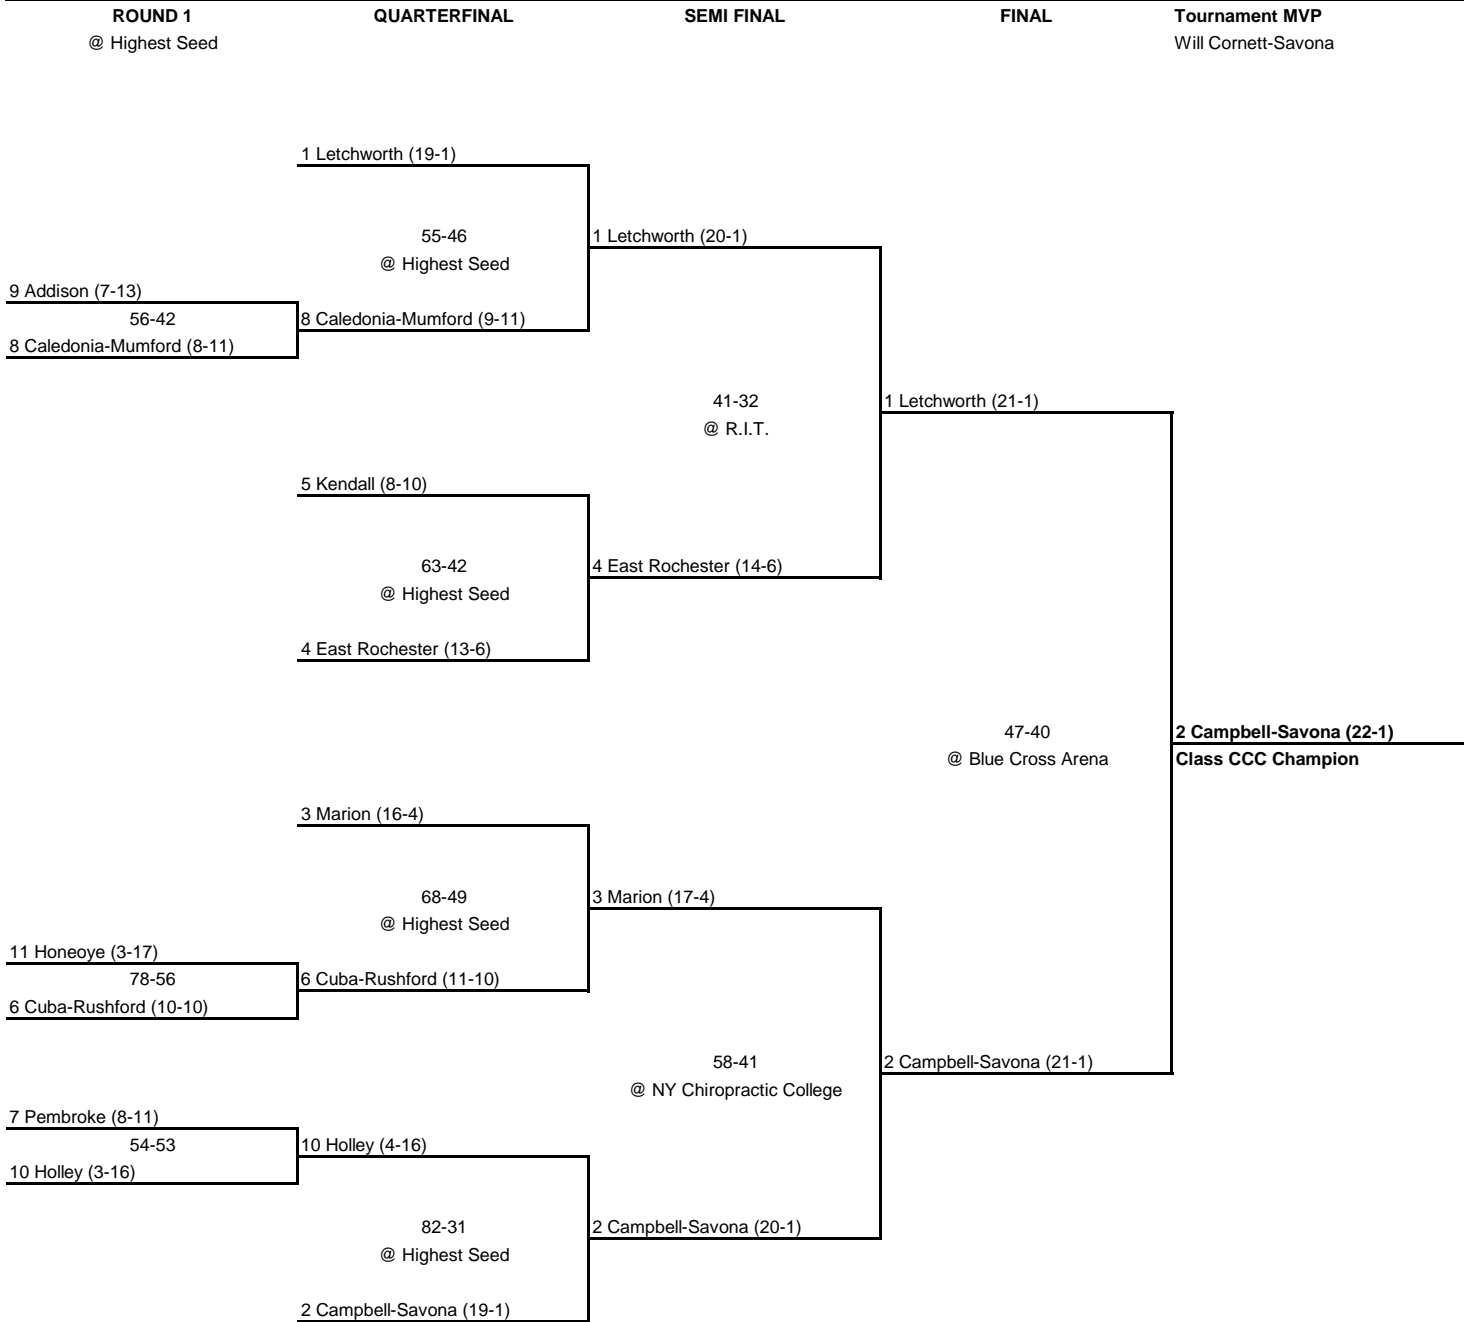 ROUND 1 QUARTERFINAL SEMI FINAL FINAL Tournament MVP
@ Highest Seed Will Cornett-Savona
1 Letchworth (19-1)
55-46 1 Letchworth (20-1)
@ Highest Seed
9 Addison (7-13)
56-42 8 Caledonia-Mumford (9-11)
8 Caledonia-Mumford (8-11)
41-32 1 Letchworth (21-1)
@ R.I.T.
5 Kendall (8-10)
63-42 4 East Rochester (14-6)
@ Highest Seed
4 East Rochester (13-6)
47-40 2 Campbell-Savona (22-1)
@ Blue Cross Arena Class CCC Champion
3 Marion (16-4)
68-49 3 Marion (17-4)
@ Highest Seed
11 Honeoye (3-17)
78-56 6 Cuba-Rushford (11-10)
6 Cuba-Rushford (10-10)
58-41 2 Campbell-Savona (21-1)
@ NY Chiropractic College
7 Pembroke (8-11)
54-53 10 Holley (4-16)
10 Holley (3-16)
82-31 2 Campbell-Savona (20-1)
@ Highest Seed
2 Campbell-Savona (19-1)